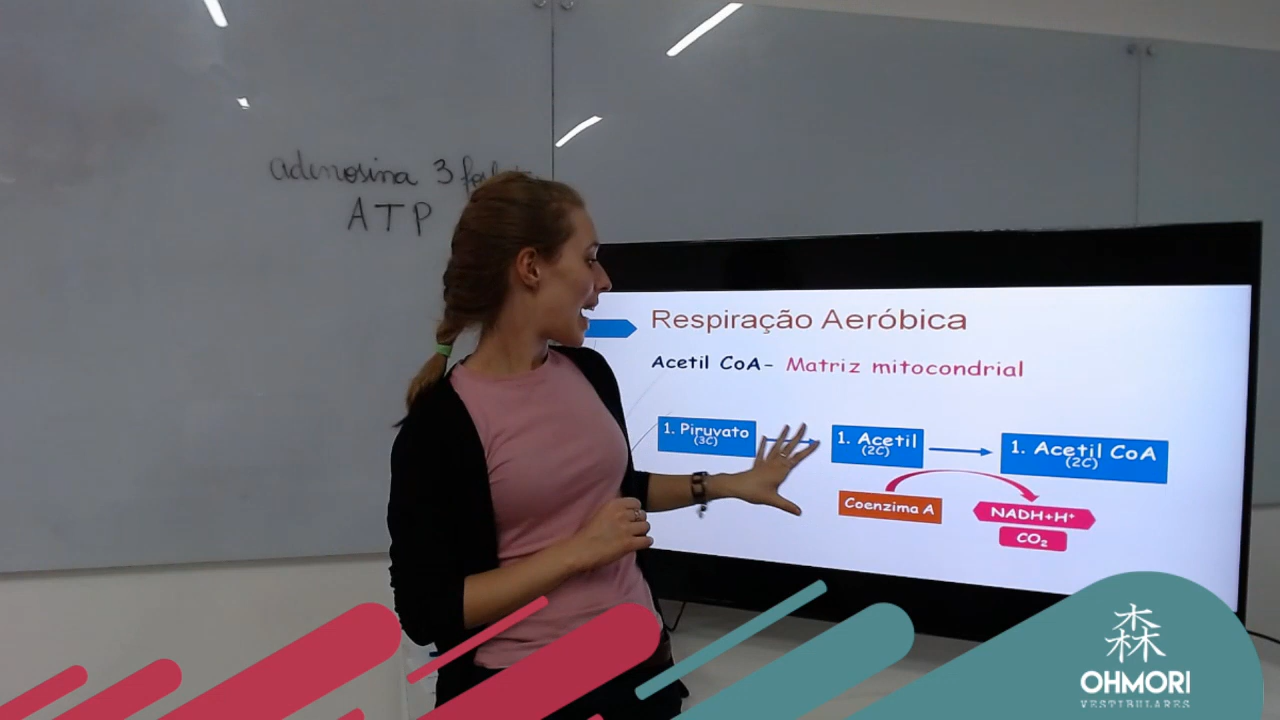 adenosina 3
ATP
Respiração Aeróbica
Acetil CoA- Matriz mitocondrial
1. Piruvato
(3C)
1. Acetil
(2C)
1. Acetil CoA
(2C)
Coenzima A
NADH+H⁺
CO₂
森
OHMORI
VESTIBULARES